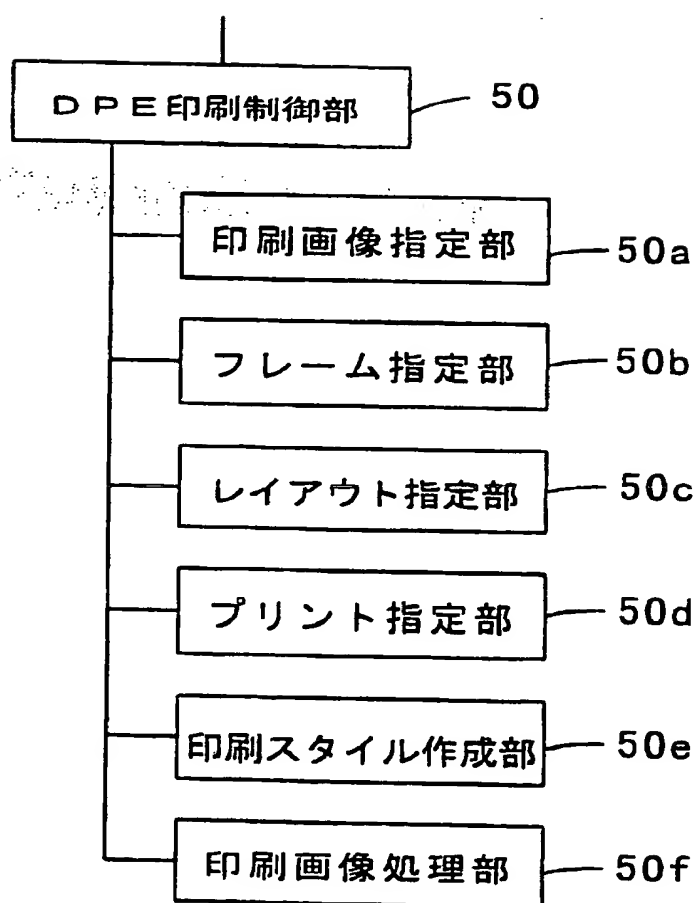 DPE印刷制御部 50
印刷画像指定部 50a
フレーム指定部 50b
レイアウト指定部 50c
プリント指定部 50d
印刷スタイル作成部 50e
印刷画像処理部 50f